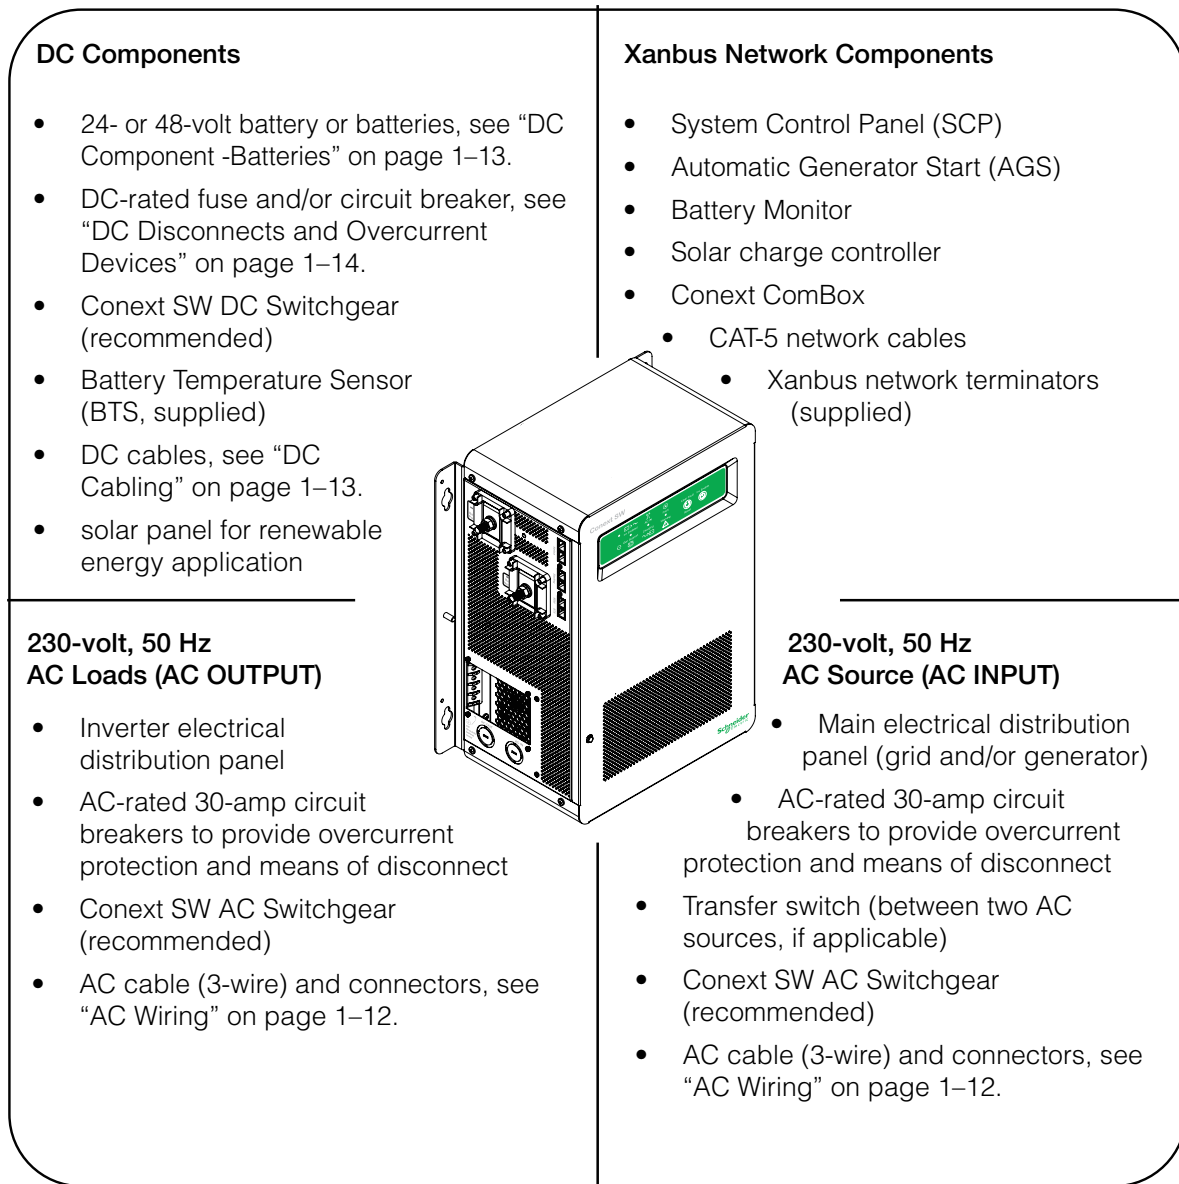 DC Components
• 24- or 48-volt battery or batteries, see “DC
Component -Batteries” on page 1–13.
• DC-rated fuse and/or circuit breaker, see
“DC Disconnects and Overcurrent
Devices” on page 1–14.
• Conext SW DC Switchgear
(recommended)
• Battery Temperature Sensor
(BTS, supplied)
• DC cables, see “DC
Cabling” on page 1–13.
• solar panel for renewable
energy application
Xanbus Network Components
• System Control Panel (SCP)
• Automatic Generator Start (AGS)
• Battery Monitor
• Solar charge controller
• Conext ComBox
• CAT-5 network cables
• Xanbus network terminators
(supplied)
Conext SW
Schneider
230-volt, 50 Hz
AC Loads (AC OUTPUT)
• Inverter electrical
distribution panel
• AC-rated 30-amp circuit
breakers to provide overcurrent
protection and means of disconnect
• Conext SW AC Switchgear
(recommended)
• AC cable (3-wire) and connectors, see
“AC Wiring” on page 1–12.
230-volt, 50 Hz
AC Source (AC INPUT)
• Main electrical distribution
panel (grid and/or generator)
• AC-rated 30-amp circuit
breakers to provide overcurrent
protection and means of disconnect
• Transfer switch (between two AC
sources, if applicable)
• Conext SW AC Switchgear
(recommended)
• AC cable (3-wire) and connectors, see
“AC Wiring” on page 1–12.